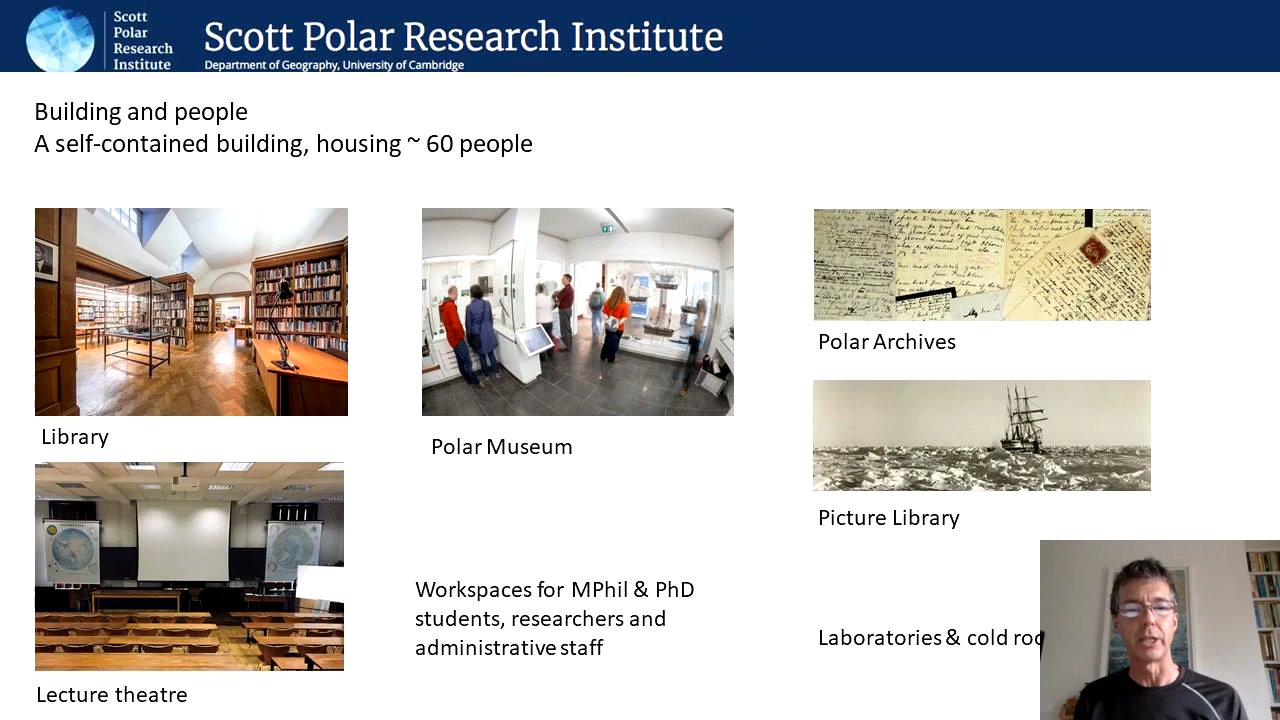 Scott
Polar
Research
Institute
Scott Polar Research Institute
Department of Geography, University of Cambridge
Building and people
A self-contained building, housing ~ 60 people
Library
Polar Museum
Polar Archives
Picture Library
Lecture theatre
Workspaces for MPhil & PhD
students, researchers and
administrative staff
Laboratories & cold